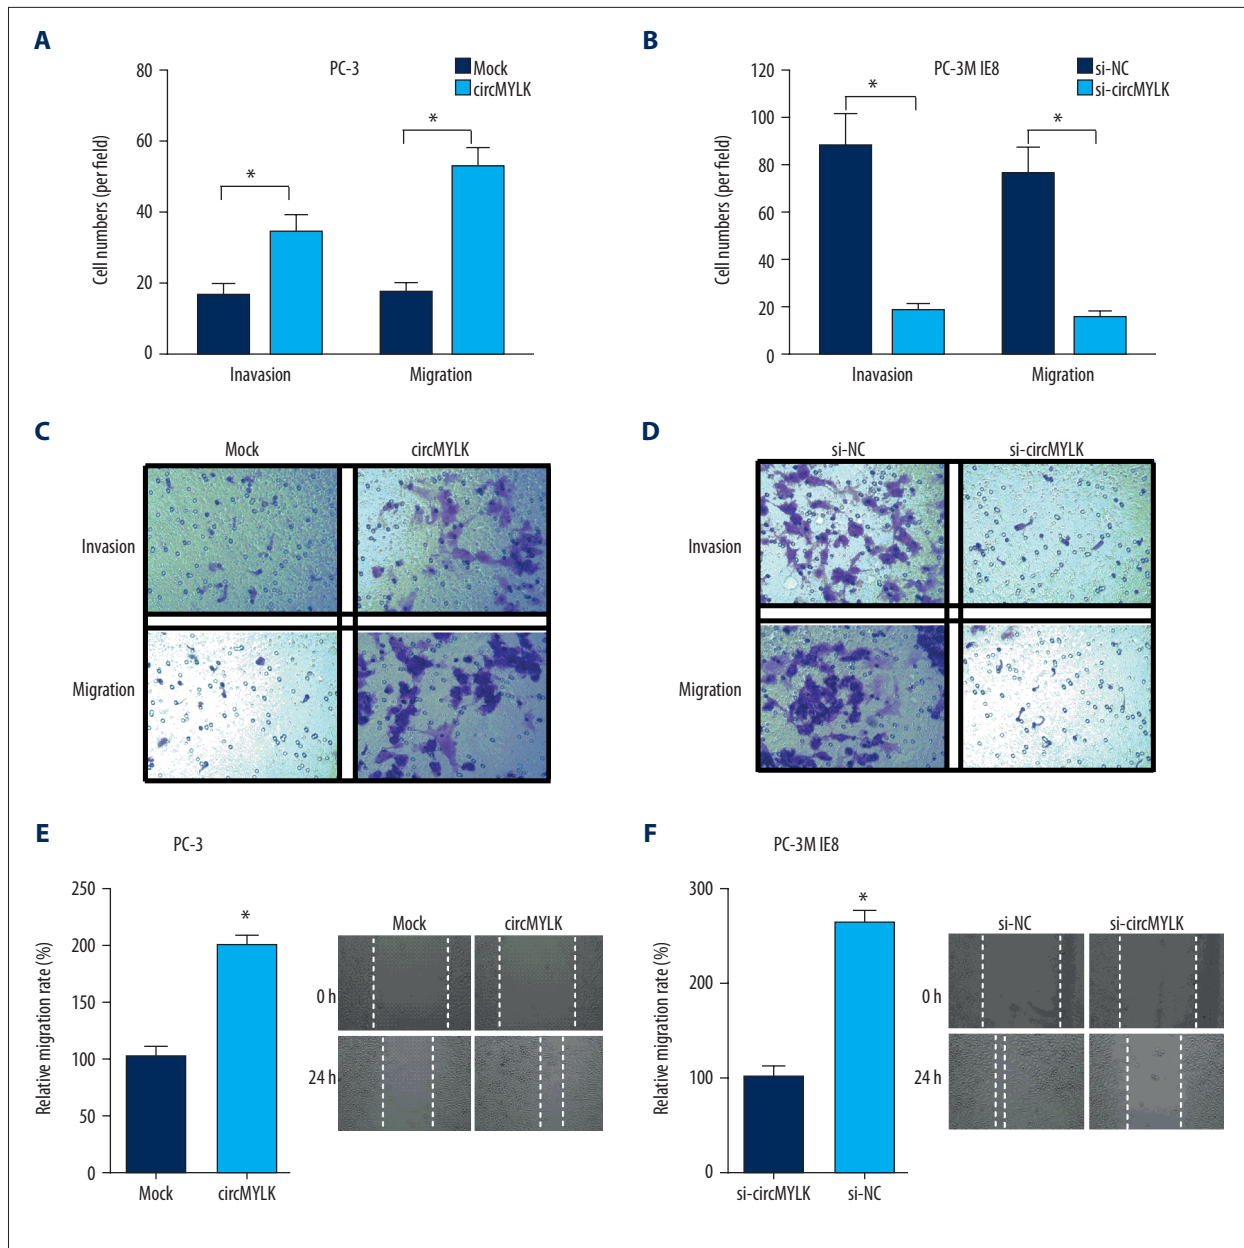 A
PC-3
Mock
circMYLK
80
60
40
20
0
Cell numbers (per field)
*
*
Inavasion
Migration
B
PC-3M IE8
si-NC
si-circMYLK
120
100
80
60
40
20
0
Cell numbers (per field)
*
*
Inavasion
Migration
C
Mock
circMYLK
Invasion
Migration
D
si-NC
si-circMYLK
Invasion
Migration
E
PC-3
250
200
150
100
50
0
Relative migration rate (%)
*
Mock
circMYLK
Mock
circMYLK
0 h
24 h
F
PC-3M IE8
300
200
100
0
Relative migration rate (%)
*
si-circMYLK
si-NC
si-NC
si-circMYLK
0 h
24 h